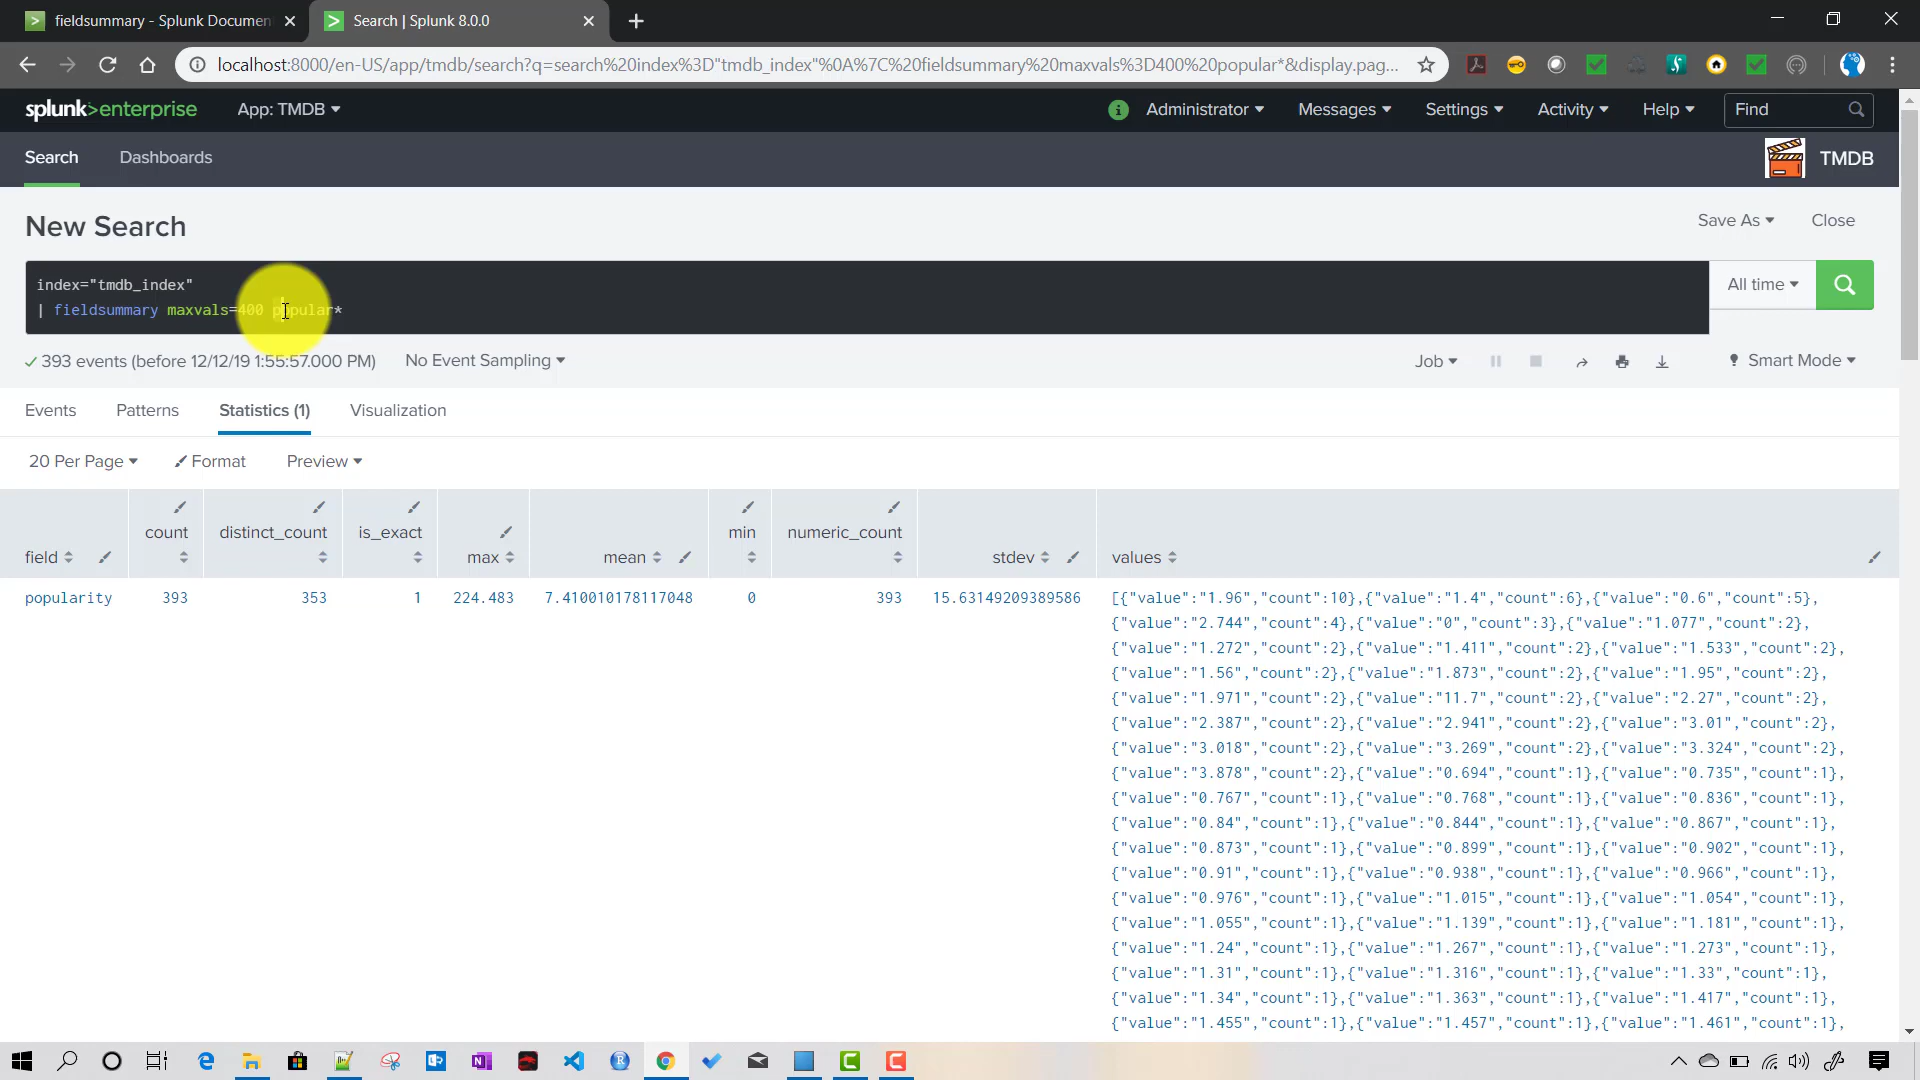 fieldsummary - Splunk Documen
Search | Splunk 8.0.0
localhost:8000/en-US/app/tmdb/search?q=search%20index%3D"tmdb_index"%0A%7C%20fieldsummary%20maxvals%3D400%20popular*&display.pag...
splunk>enterprise App: TMDB Administrator Messages Settings Activity Help Find
Search Dashboards TMDB
New Search Save As Close
index="tmdb_index"
| fieldsummary maxvals=400 popular*
All time
393 events (before 12/12/19 1:55:57.000 PM) No Event Sampling Job Smart Mode
Events Patterns Statistics (1) Visualization
20 Per Page Format Preview
field count distinct_count is_exact max mean min numeric_count stdev values
popularity 393 353 1 224.483 7.410010178117048 0 393 15.63149209389586 [{"value":"1.96","count":10},{"value":"1.4","count":6},{"value":"0.6","count":5},
{"value":"2.744","count":4},{"value":"0","count":3},{"value":"1.077","count":2},
{"value":"1.272","count":2},{"value":"1.411","count":2},{"value":"1.533","count":2},
{"value":"1.56","count":2},{"value":"1.873","count":2},{"value":"1.95","count":2},
{"value":"1.971","count":2},{"value":"11.7","count":2},{"value":"2.27","count":2},
{"value":"2.387","count":2},{"value":"2.941","count":2},{"value":"3.01","count":2},
{"value":"3.018","count":2},{"value":"3.269","count":2},{"value":"3.324","count":2},
{"value":"3.878","count":2},{"value":"0.694","count":1},{"value":"0.735","count":1},
{"value":"0.767","count":1},{"value":"0.768","count":1},{"value":"0.836","count":1},
{"value":"0.84","count":1},{"value":"0.844","count":1},{"value":"0.867","count":1},
{"value":"0.873","count":1},{"value":"0.899","count":1},{"value":"0.902","count":1},
{"value":"0.91","count":1},{"value":"0.938","count":1},{"value":"0.966","count":1},
{"value":"0.976","count":1},{"value":"1.015","count":1},{"value":"1.054","count":1},
{"value":"1.055","count":1},{"value":"1.139","count":1},{"value":"1.181","count":1},
{"value":"1.24","count":1},{"value":"1.267","count":1},{"value":"1.273","count":1},
{"value":"1.31","count":1},{"value":"1.316","count":1},{"value":"1.33","count":1},
{"value":"1.34","count":1},{"value":"1.363","count":1},{"value":"1.417","count":1},
{"value":"1.455","count":1},{"value":"1.457","count":1},{"value":"1.461","count":1},